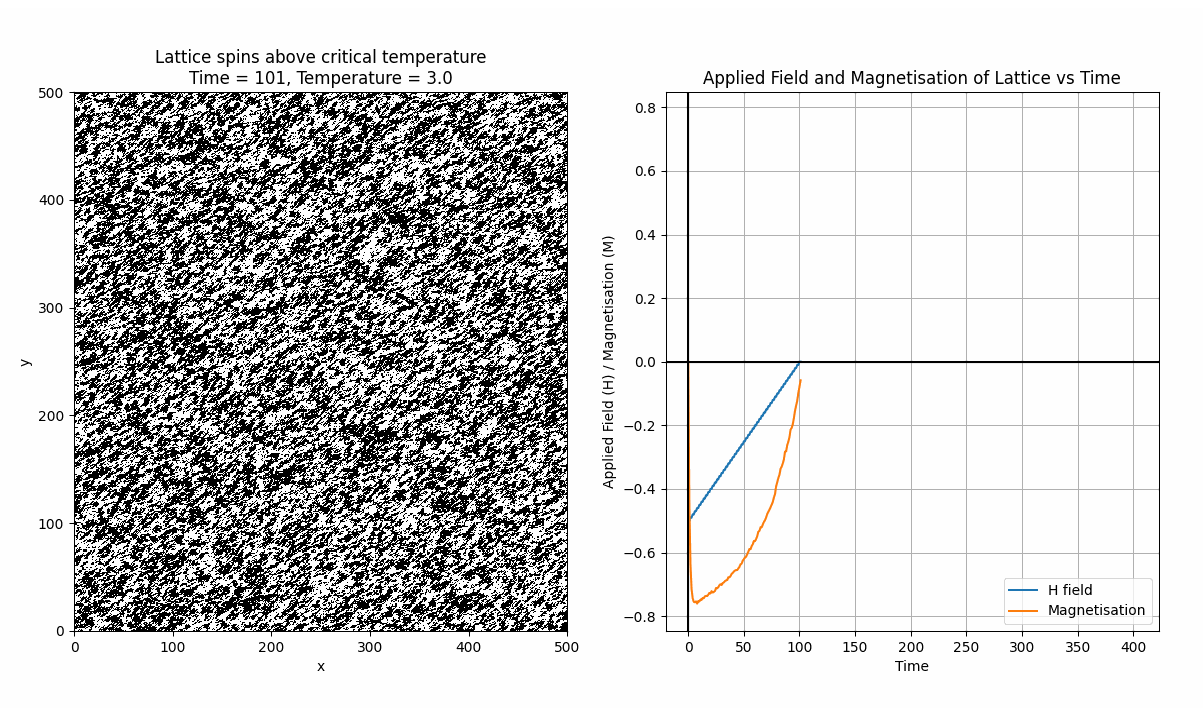 Lattice spins above critical temperature
Time = 101, Temperature = 3.0
500
400
300
200
100
0
y
0 100 200 300 400 500
x
Applied Field and Magnetisation of Lattice vs Time
0.8
0.6
0.4
0.2
0.0
−0.2
−0.4
−0.6
−0.8
Applied Field (H) / Magnetisation (M)
H field
Magnetisation
0 50 100 150 200 250 300 350 400
Time